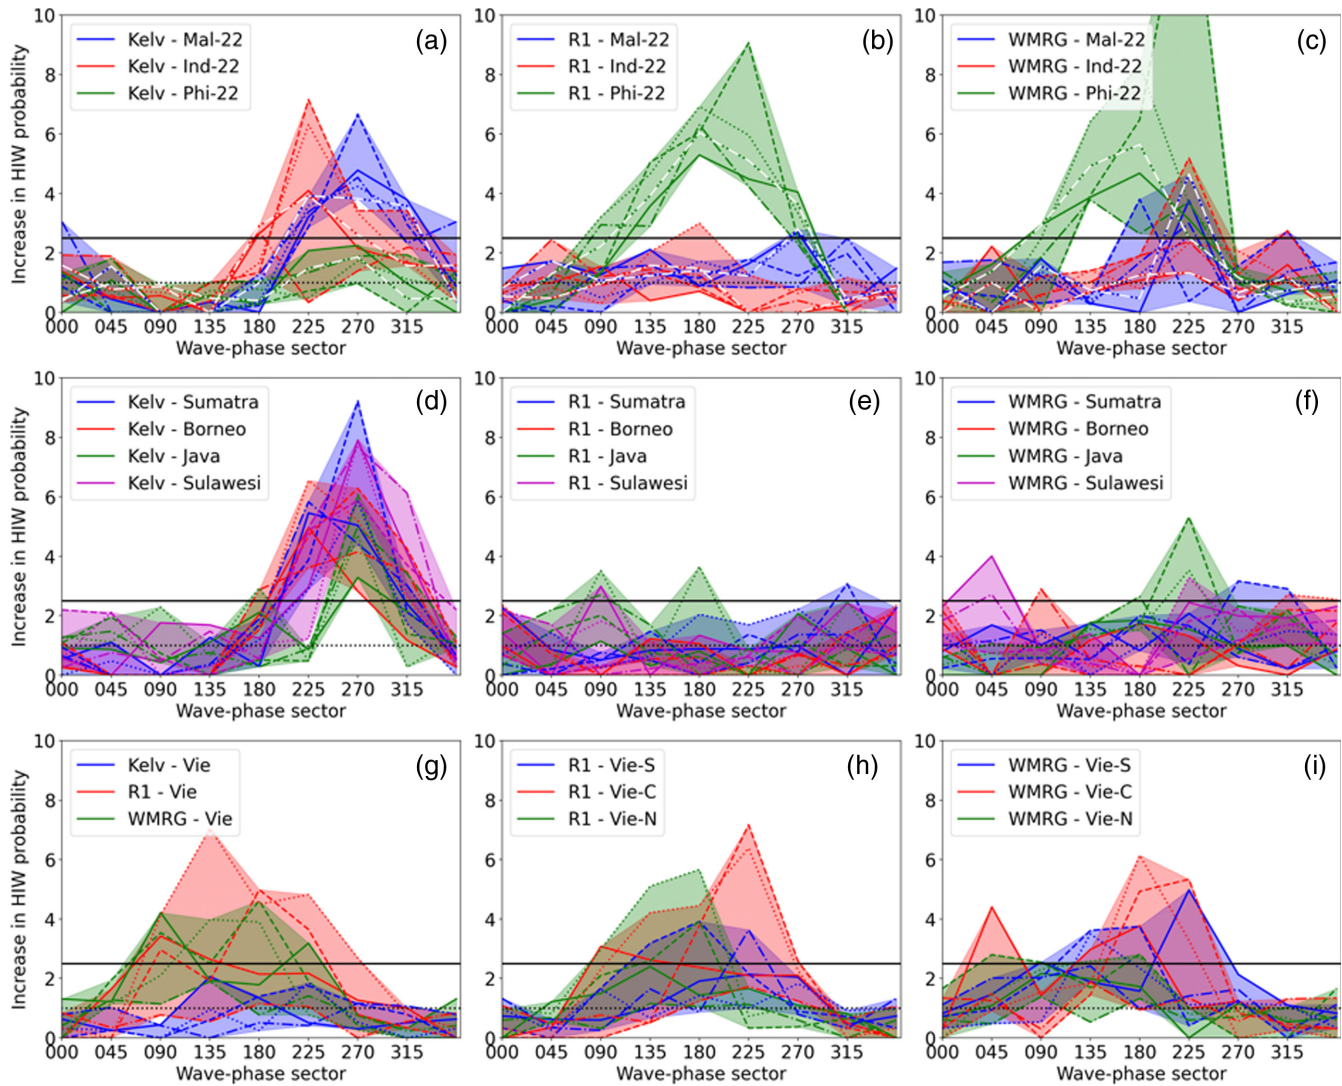 Increase in HIW probability
10
8
6
4
2
0
Kelv - Mal-22
Kelv - Ind-22
Kelv - Phi-22
(a)
000 045 090 135 180 225 270 315
Wave-phase sector
10
8
6
4
2
0
R1 - Mal-22
R1 - Ind-22
R1 - Phi-22
(b)
000 045 090 135 180 225 270 315
Wave-phase sector
10
8
6
4
2
0
WMRG - Mal-22
WMRG - Ind-22
WMRG - Phi-22
(c)
000 045 090 135 180 225 270 315
Wave-phase sector
Increase in HIW probability
10
8
6
4
2
0
Kelv - Sumatra
Kelv - Borneo
Kelv - Java
Kelv - Sulawesi
(d)
000 045 090 135 180 225 270 315
Wave-phase sector
10
8
6
4
2
0
R1 - Sumatra
R1 - Borneo
R1 - Java
R1 - Sulawesi
(e)
000 045 090 135 180 225 270 315
Wave-phase sector
10
8
6
4
2
0
WMRG - Sumatra
WMRG - Borneo
WMRG - Java
WMRG - Sulawesi
(f)
000 045 090 135 180 225 270 315
Wave-phase sector
Increase in HIW probability
10
8
6
4
2
0
Kelv - Vie
R1 - Vie
WMRG - Vie
(g)
000 045 090 135 180 225 270 315
Wave-phase sector
10
8
6
4
2
0
R1 - Vie-S
R1 - Vie-C
R1 - Vie-N
(h)
000 045 090 135 180 225 270 315
Wave-phase sector
10
8
6
4
2
0
WMRG - Vie-S
WMRG - Vie-C
WMRG - Vie-N
(i)
000 045 090 135 180 225 270 315
Wave-phase sector